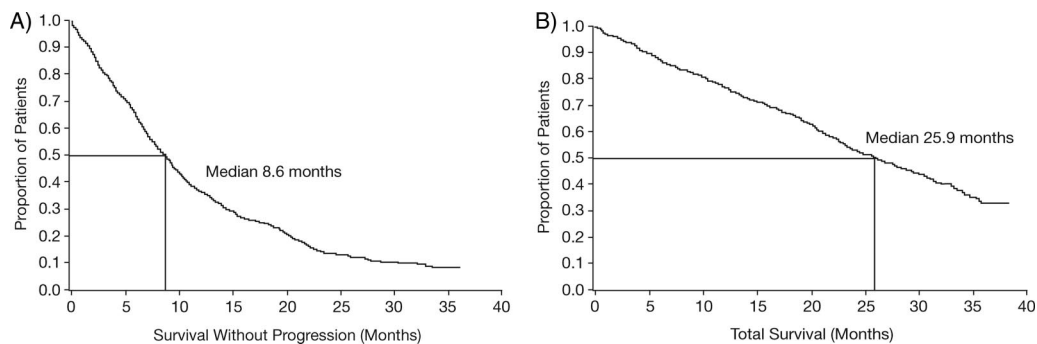 A)
Proportion of Patients
1.0
0.9
0.8
0.7
0.6
0.5
0.4
0.3
0.2
0.1
0.0
Median 8.6 months
0 5 10 15 20 25 30 35 40
Survival Without Progression (Months)
B)
Proportion of Patients
1.0
0.9
0.8
0.7
0.6
0.5
0.4
0.3
0.2
0.1
0.0
Median 25.9 months
0 5 10 15 20 25 30 35 40
Total Survival (Months)